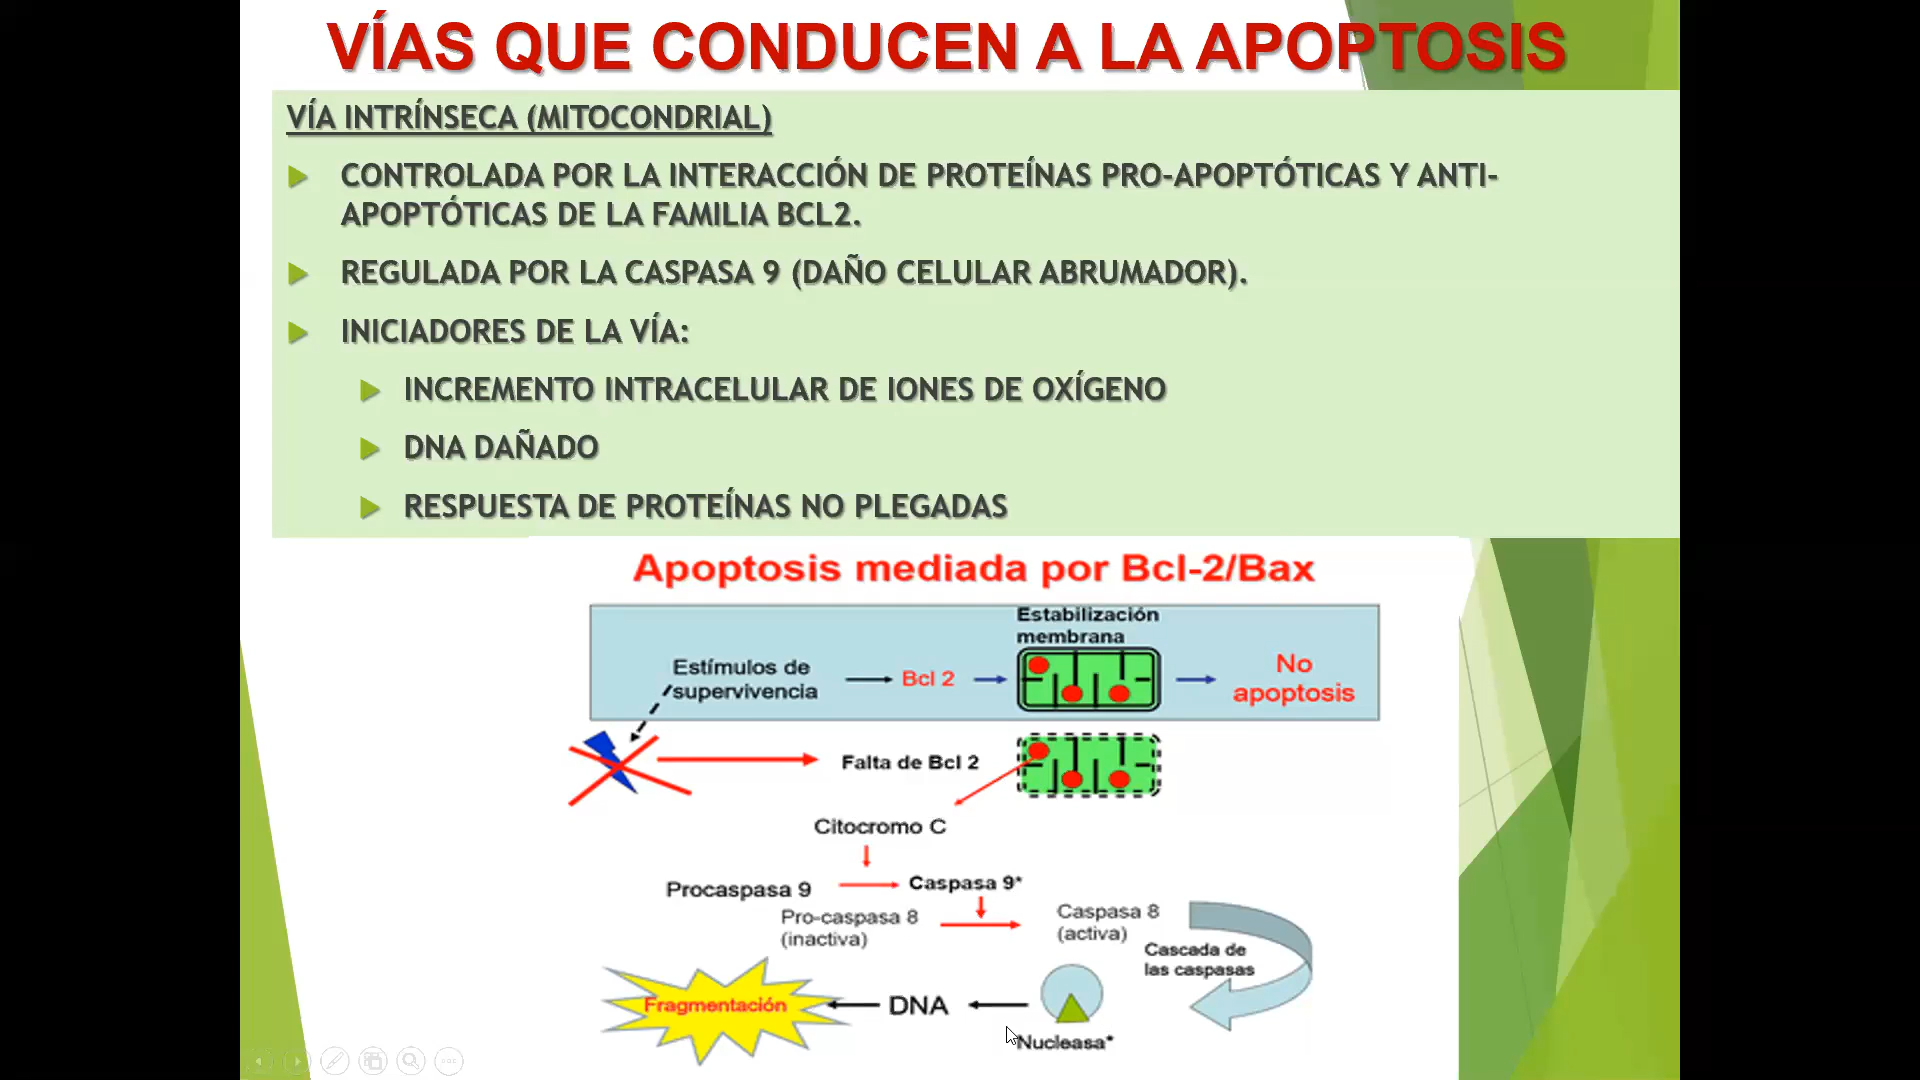 VÍAS QUE CONDUCEN A LA APOPTOSIS
VÍA INTRÍNSECA (MITOCONDRIAL)
CONTROLADA POR LA INTERACCIÓN DE PROTEÍNAS PRO-APOPTÓTICAS Y ANTI-
APOPTÓTICAS DE LA FAMILIA BCL2.
REGULADA POR LA CASPASA 9 (DAÑO CELULAR ABRUMADOR).
INICIADORES DE LA VÍA:
INCREMENTO INTRACELULAR DE IONES DE OXÍGENO
DNA DAÑADO
RESPUESTA DE PROTEÍNAS NO PLEGADAS
Apoptosis mediada por Bcl-2/Bax
Estabilización
membrana
Estímulos de
supervivencia
Bcl 2
No
apoptosis
Falta de Bcl 2
Citocromo C
Procaspasa 9
Caspasa 9*
Pro-caspasa 8
(inactiva)
Caspasa 8
(activa)
Cascada de
las caspasas
Fragmentación
DNA
Nucleasa*